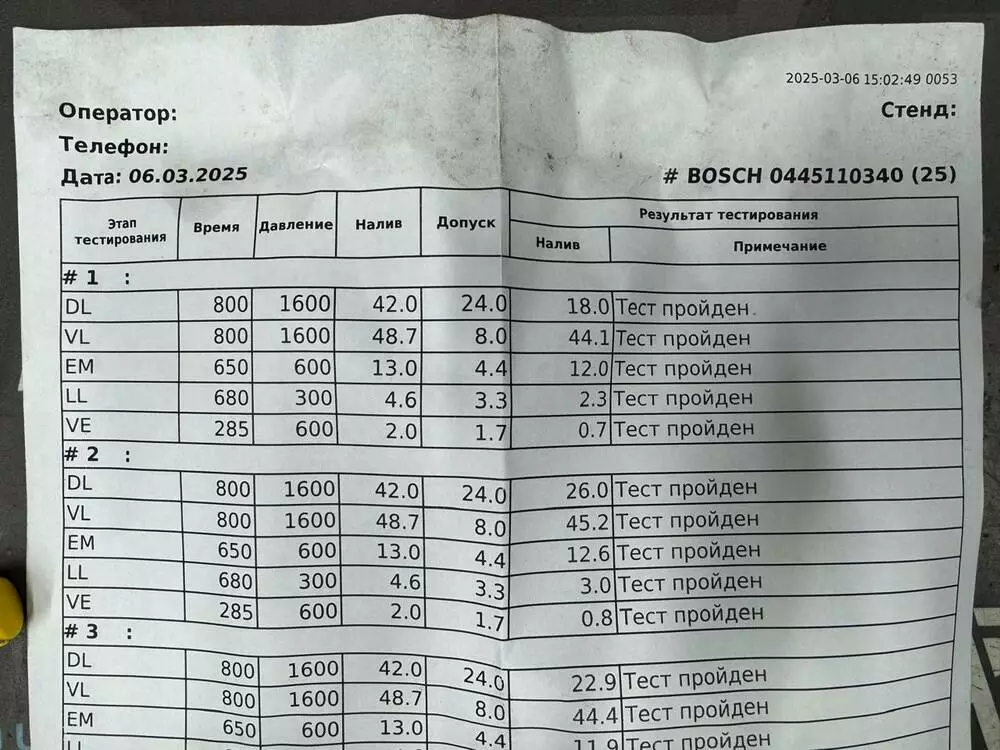 2025-03-06 15:02:49 0053
Оператор:
Стенд:
Телефон:
Дата: 06.03.2025
# BOSCH 0445110340 (25)
Этап тестирования Время Давление Налив Допуск Результат тестирования
Налив Примечание
# 1 :
DL 800 1600 42.0 24.0 18.0 Тест пройден.
VL 800 1600 48.7 8.0 44.1 Тест пройден
EM 650 600 13.0 4.4 12.0 Тест пройден
LL 680 300 4.6 3.3 2.3 Тест пройден
VE 285 600 2.0 1.7 0.7 Тест пройден
# 2 :
DL 800 1600 42.0 24.0 26.0 Тест пройден
VL 800 1600 48.7 8.0 45.2 Тест пройден
EM 650 600 13.0 4.4 12.6 Тест пройден
LL 680 300 4.6 3.3 3.0 Тест пройден
VE 285 600 2.0 1.7 0.8 Тест пройден
# 3 :
DL 800 1600 42.0 24.0 22.9 Тест пройден
VL 800 1600 48.7 8.0 44.4 Тест пройден
EM 650 600 13.0 4.4 11.9 Тест пройден
LL